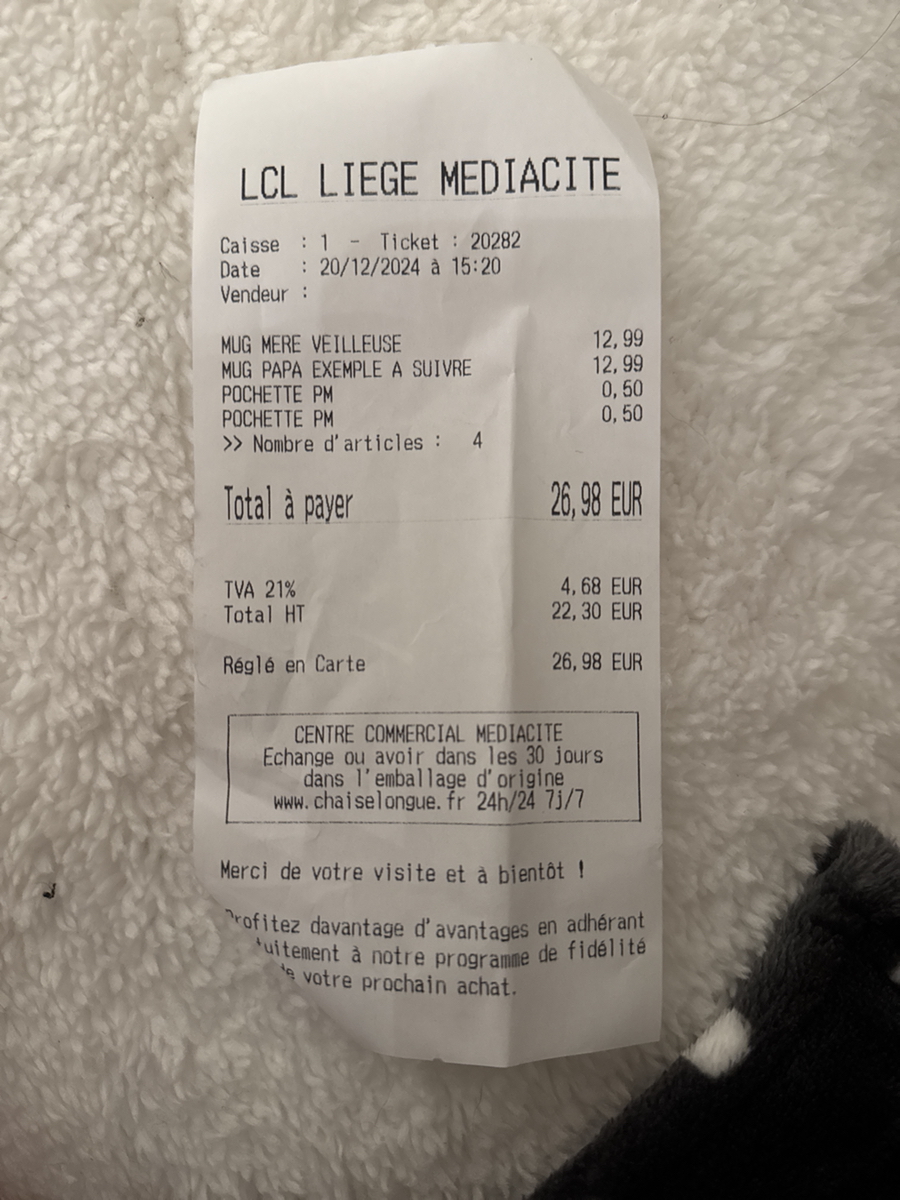 LCL LIEGE MEDIACITE
Caisse : 1 - Ticket : 20282
Date : 20/12/2024 à 15:20
Vendeur :
MUG MERE VEILLEUSE 12,99
MUG PAPA EXEMPLE A SUIVRE 12,99
POCHETTE PM 0,50
POCHETTE PM 0,50
>> Nombre d'articles : 4
Total à payer 26,98 EUR
TVA 21% 4,68 EUR
Total HT 22,30 EUR
Réglé en Carte 26,98 EUR
CENTRE COMMERCIAL MEDIACITE
Echange ou avoir dans les 30 jours
dans l'emballage d'origine
www.chaiselongue.fr 24h/24 7j/7
Merci de votre visite et à bientôt !
Profitez davantage d'avantages en adhérant
à notre programme de fidélité
votre prochain achat.